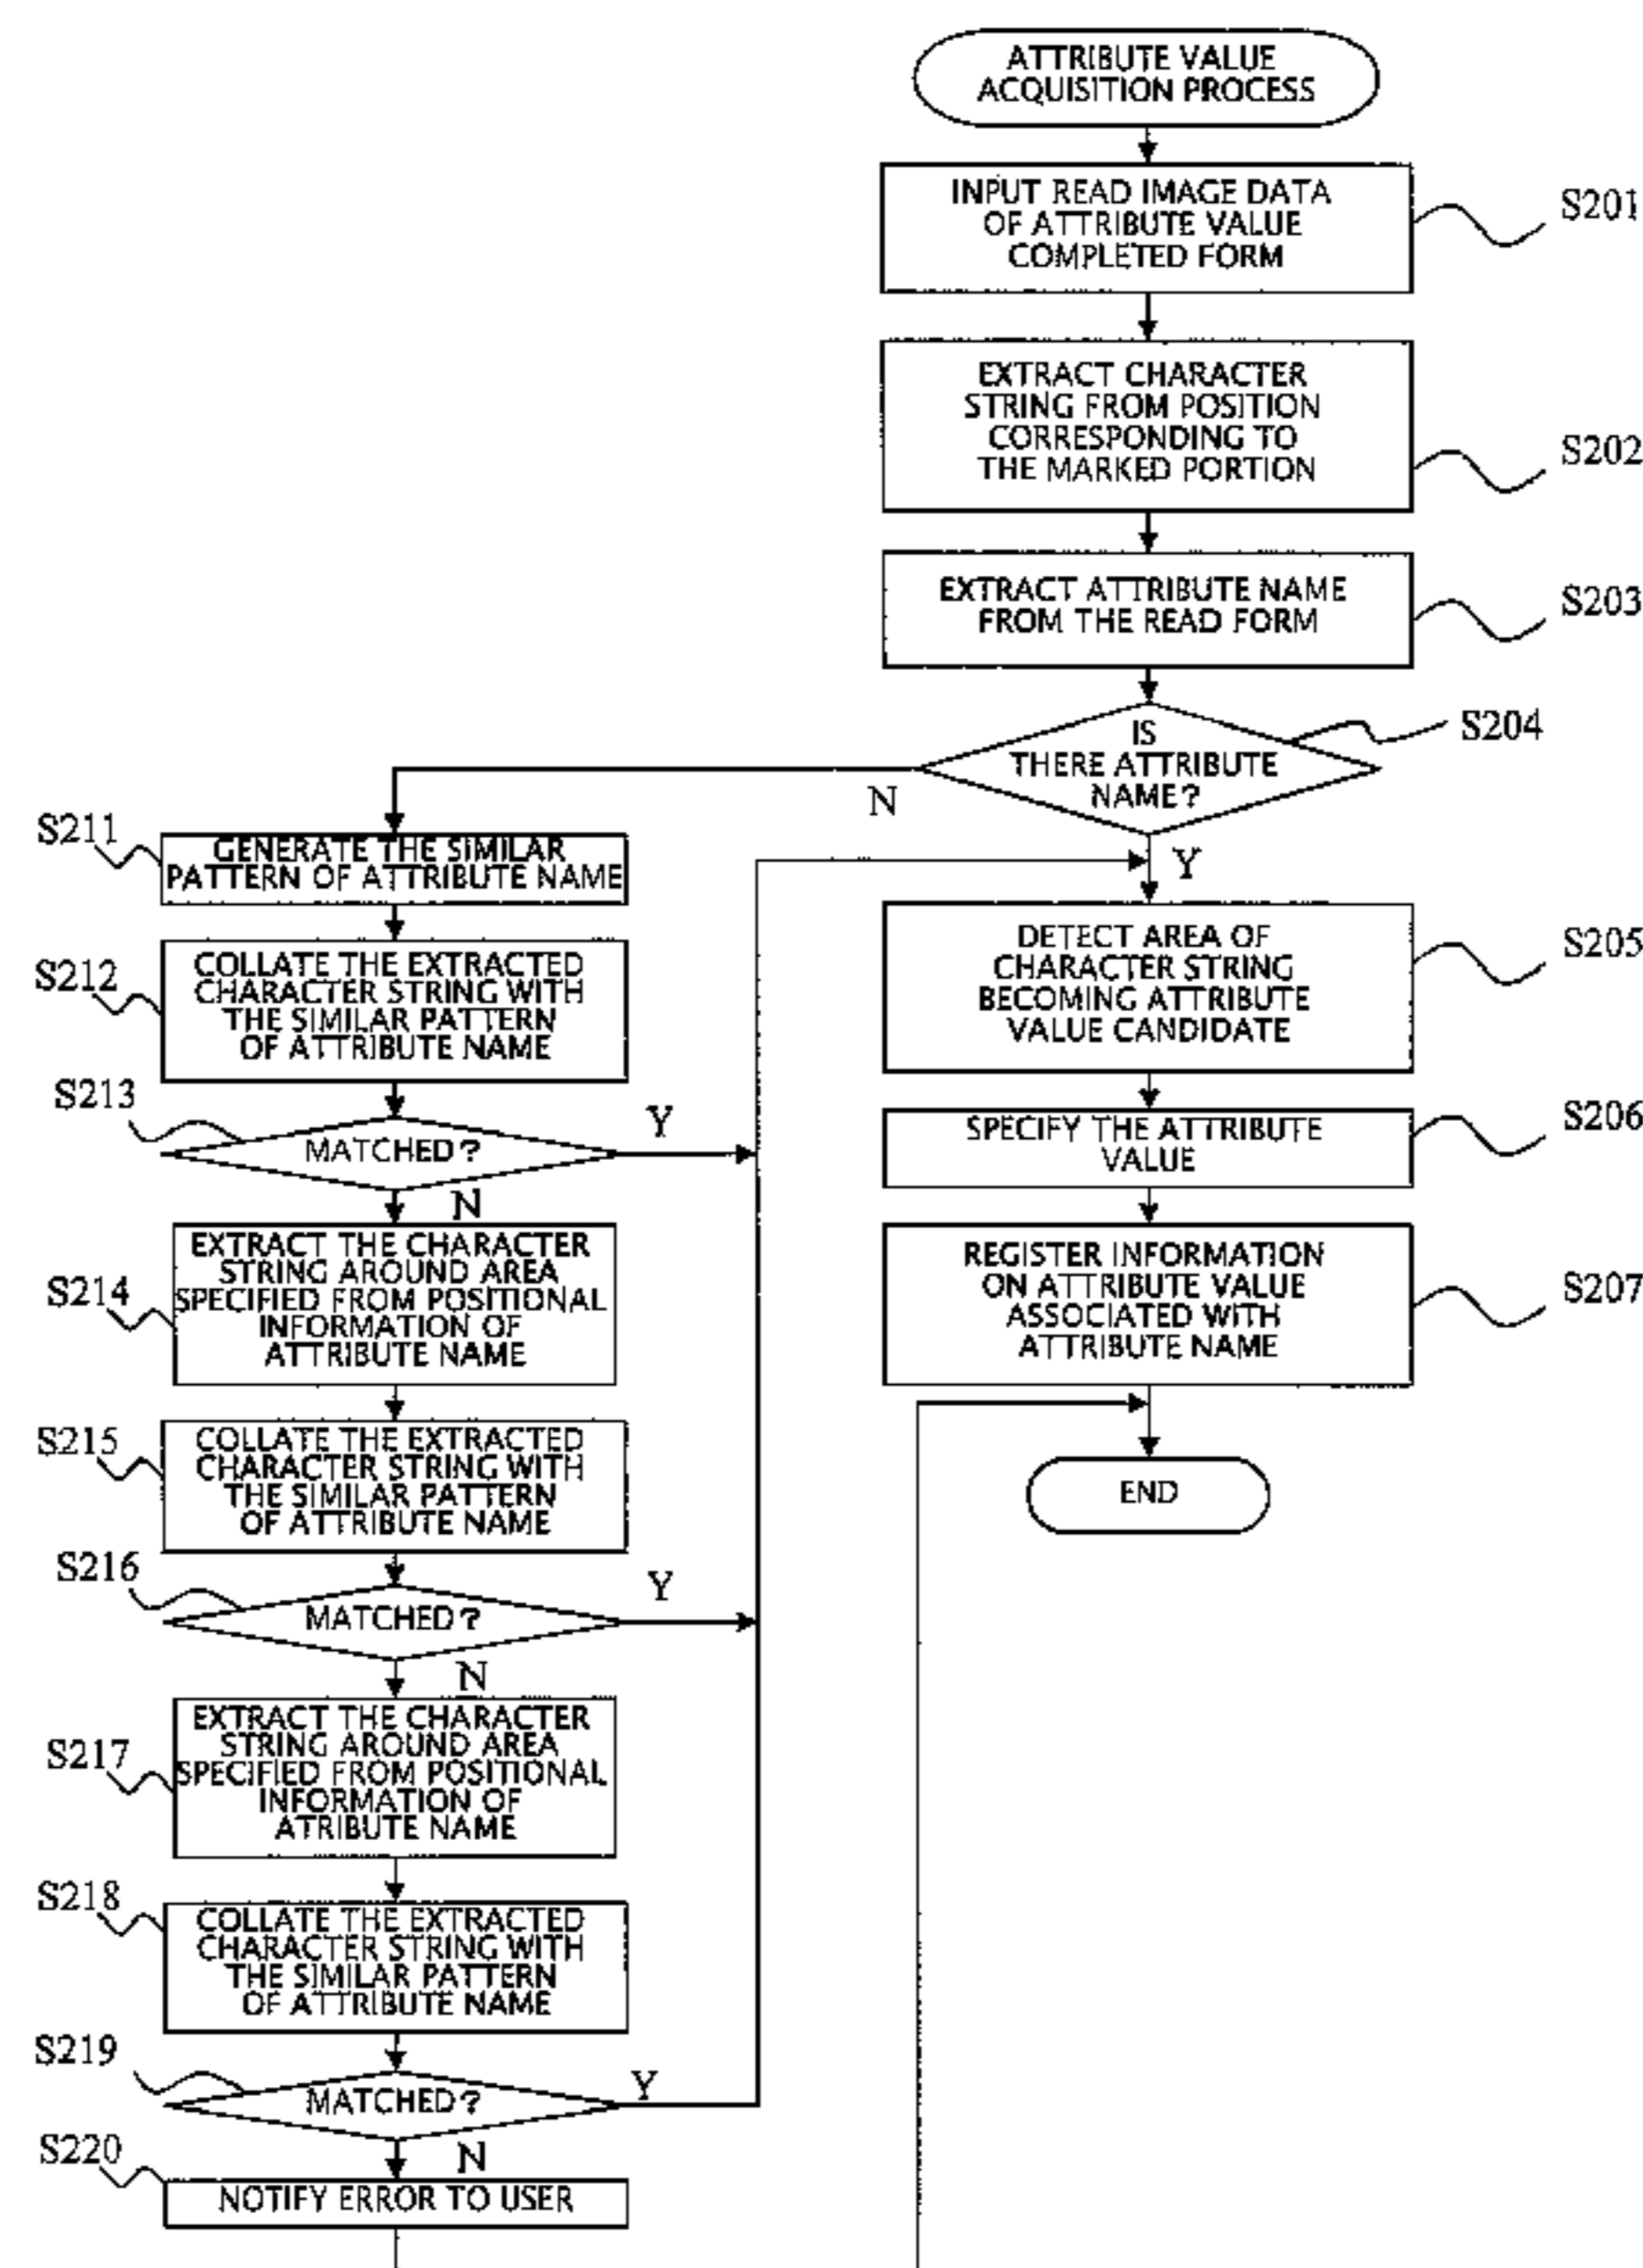 ATTRIBUTE VALUE
ACQUISITION PROCESS
INPUT READ IMAGE DATA
OF ATTRIBUTE VALUE
COMPLETED FORM
S201
EXTRACT CHARACTER
STRING FROM POSITION
CORRESPONDING TO
THE MARKED PORTION
S202
EXTRACT ATTRIBUTE NAME
FROM THE READ FORM
S203
IS
THERE ATTRIBUTE
NAME?
S204
N
Y
S211
GENERATE THE SIMILAR
PATTERN OF ATTRIBUTE NAME
S212
COLLATE THE EXTRACTED
CHARACTER STRING WITH
THE SIMILAR PATTERN
OF ATTRIBUTE NAME
S213
MATCHED?
Y
N
S214
EXTRACT THE CHARACTER
STRING AROUND AREA
SPECIFIED FROM POSITIONAL
INFORMATION OF
ATTRIBUTE NAME
S215
COLLATE THE EXTRACTED
CHARACTER STRING WITH
THE SIMILAR PATTERN
OF ATTRIBUTE NAME
S216
MATCHED?
Y
N
S217
EXTRACT THE CHARACTER
STRING AROUND AREA
SPECIFIED FROM POSITIONAL
INFORMATION OF
ATRIBUTE NAME
S218
COLLATE THE EXTRACTED
CHARACTER STRING WITH
THE SIMILAR PATTERN
OF ATTRIBUTE NAME
S219
MATCHED?
Y
N
S220
NOTIFY ERROR TO USER
DETECT AREA OF
CHARACTER STRING
BECOMING ATTRIBUTE
VALUE CANDIDATE
S205
SPECIFY THE ATTRIBUTE
VALUE
S206
REGISTER INFORMATION
ON ATTRIBUTE VALUE
ASSOCIATED WITH
ATTRIBUTE NAME
S207
END